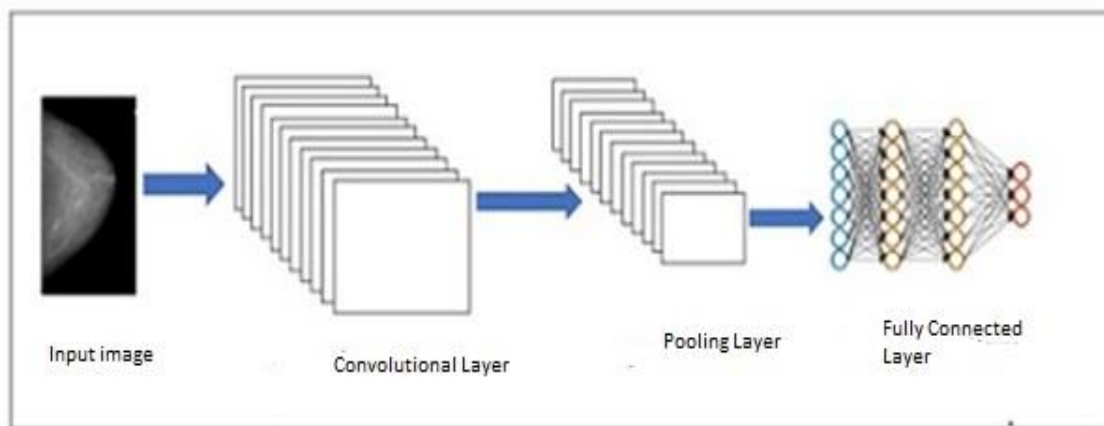 Input image
Convolutional Layer
Pooling Layer
Fully Connected
Layer